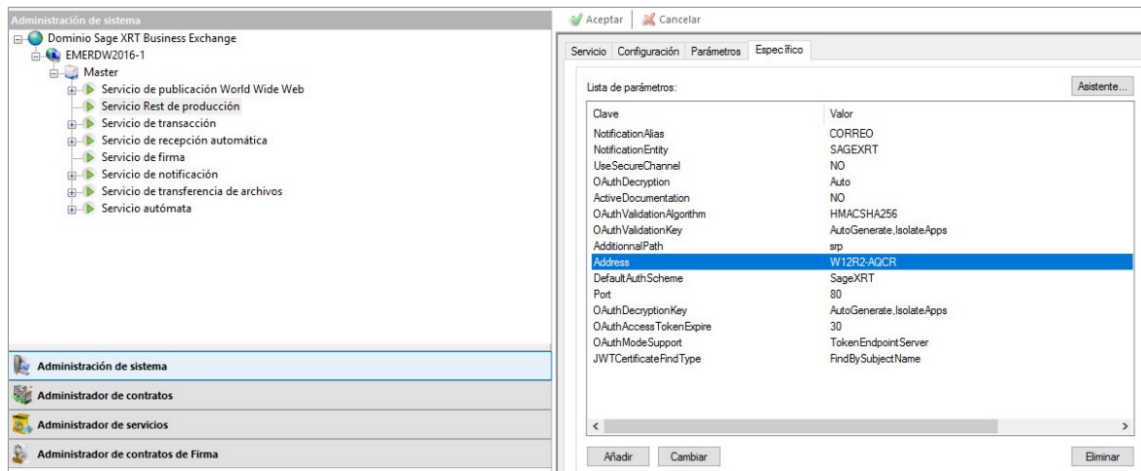 Administración de sistema
Dominio Sage XRT Business Exchange
EMERDW2016-1
Master
Servicio de publicación World Wide Web
Servicio Rest de producción
Servicio de transacción
Servicio de recepción automática
Servicio de firma
Servicio de notificación
Servicio de transferencia de archivos
Servicio autómata
Administración de sistema
Administrador de contratos
Administrador de servicios
Administrador de contratos de Firma
Aceptar Cancelar
Servicio Configuración Parámetros Específico
Lista de parámetros: Asistente...
Clave Valor
NotificationAlias CORREO
NotificationEntity SAGEXRT
UseSecureChannel NO
OAuthDecryption Auto
ActiveDocumentation NO
OAuthValidationAlgorithm HMACSHA256
OAuthValidationKey AutoGenerate,IsolateApps
AdditionnalPath srp
Address W12R2-AQCR
DefaultAuthScheme SageXRT
Port 80
OAuthDecryptionKey AutoGenerate,IsolateApps
OAuthAccessTokenExpire 30
OAuthModeSupport TokenEndpointServer
JWTCertificateFindType FindBySubjectName
Añadir Cambiar Eliminar